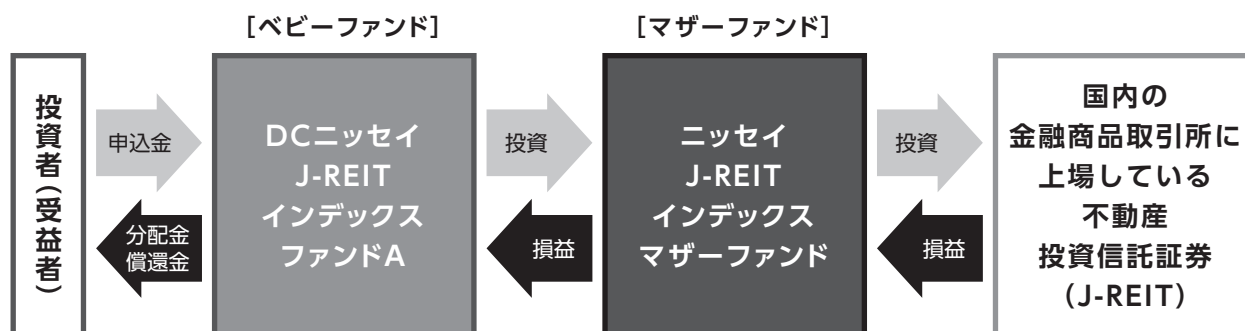 [ベビーファンド]
[マザーファンド]
投資者(受益者)
申込金
分配金
償還金
DCニッセイ
J-REIT
インデックス
ファンドA
投資
損益
ニッセイ
J-REIT
インデックス
マザーファンド
投資
損益
国内の
金融商品取引所に
上場している
不動産
投資信託証券
(J-REIT)